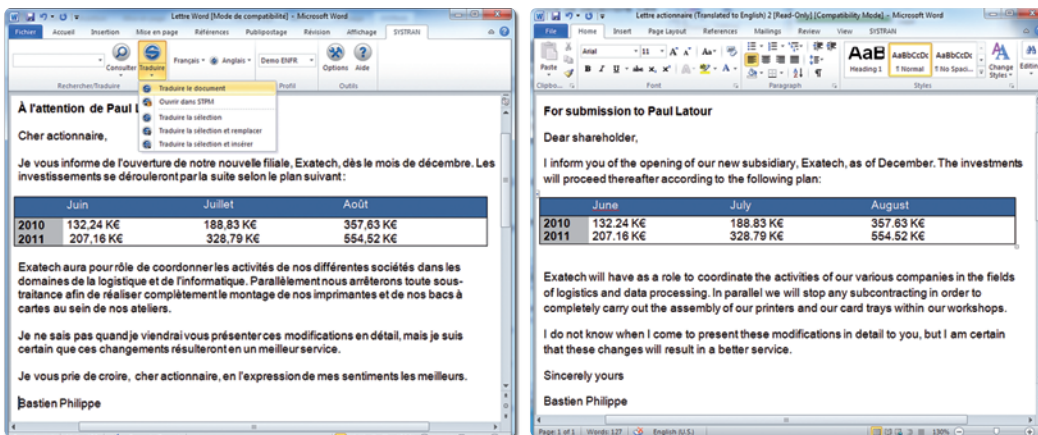 Lettre Word [Mode de compatibilité] - Microsoft Word
Fichier Accueil Insertion Mise en page Références Publipostage Révision Affichage SYSTRAN
Consulter Traduire Français Anglais Demo ENFR Options Aide
Rechercher/Traduire Profil Outils
Traduire le document
Ouvrir dans STPM
Traduire la sélection
Traduire la sélection et remplacer
Traduire la sélection et insérer
À l'attention de Paul L
Cher actionnaire,
Je vous informe de l'ouverture de notre nouvelle filiale, Exatech, dès le mois de décembre. Les
investissements se dérouleront par la suite selon le plan suivant :
Juin Juillet Août
2010 132,24 K€ 188,83 K€ 357,63 K€
2011 207,16 K€ 328,79 K€ 554,52 K€
Exatech aura pour rôle de coordonner les activités de nos différentes sociétés dans les
domaines de la logistique et de l'informatique. Parallèlement nous arrêterons toute sous-
traitance afin de réaliser complètement le montage de nos imprimantes et de nos bacs à
cartes au sein de nos ateliers.
Je ne sais pas quand je viendrai vous présenter ces modifications en détail, mais je suis
certain que ces changements résulteront en un meilleur service.
Je vous prie de croire, cher actionnaire, en l'expression de mes sentiments les meilleurs.
Bastien Philippe
Lettre actionnaire (Translated to English) 2 [Read-Only] [Compatibility Mode] - Microsoft Word
File Home Insert Page Layout References Mailings Review View SYSTRAN
Arial 11
Paste
AaB AaBbCcDc AaBbCcDc
Heading 1 ¶ Normal ¶ No Spaci... Change Styles Editing
Clipbo... Font Paragraph Styles
For submission to Paul Latour
Dear shareholder,
I inform you of the opening of our new subsidiary, Exatech, as of December. The investments
will proceed thereafter according to the following plan:
June July August
2010 132.24 K€ 188.83 K€ 357.63 K€
2011 207.16 K€ 328.79 K€ 554.52 K€
Exatech will have as a role to coordinate the activities of our various companies in the fields
of logistics and data processing. In parallel we will stop any subcontracting in order to
completely carry out the assembly of our printers and our card trays within our workshops.
I do not know when I come to present these modifications in detail to you, but I am certain
that these changes will result in a better service.
Sincerely yours
Bastien Philippe
Page: 1 of 1 Words: 127 English (U.S.) 130%